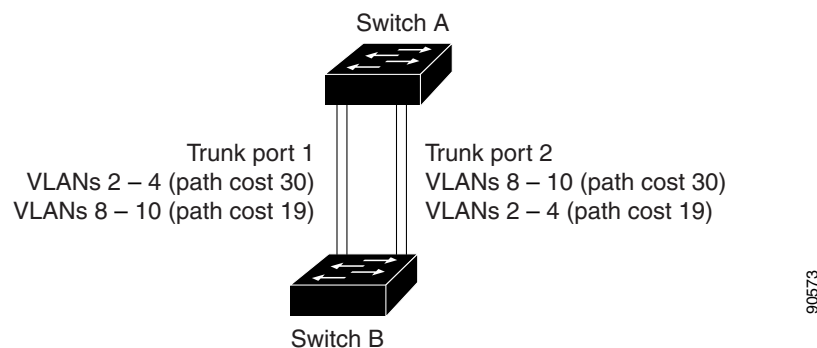 Switch A
Trunk port 1
VLANs 2 – 4 (path cost 30)
VLANs 8 – 10 (path cost 19)
Trunk port 2
VLANs 8 – 10 (path cost 30)
VLANs 2 – 4 (path cost 19)
Switch B
90573